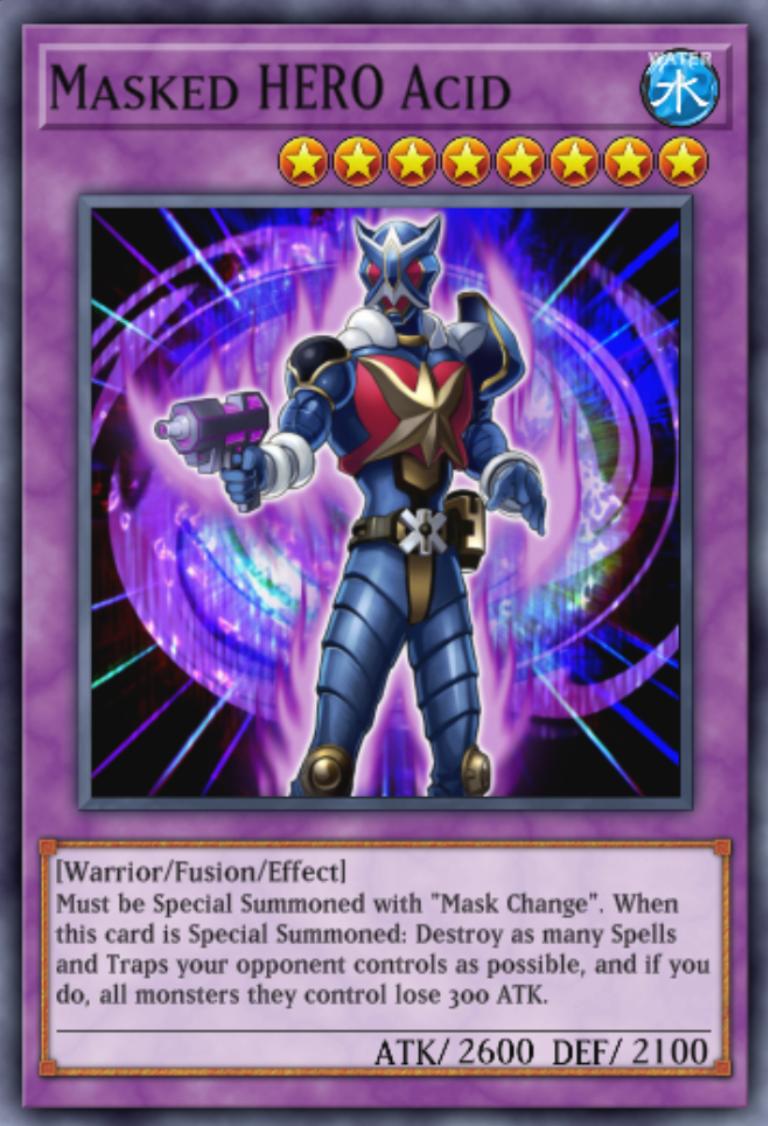 Masked HERO Acid
WATER
水
[Warrior/Fusion/Effect]
Must be Special Summoned with "Mask Change". When
this card is Special Summoned: Destroy as many Spells
and Traps your opponent controls as possible, and if you
do, all monsters they control lose 300 ATK.
ATK/ 2600 DEF/ 2100